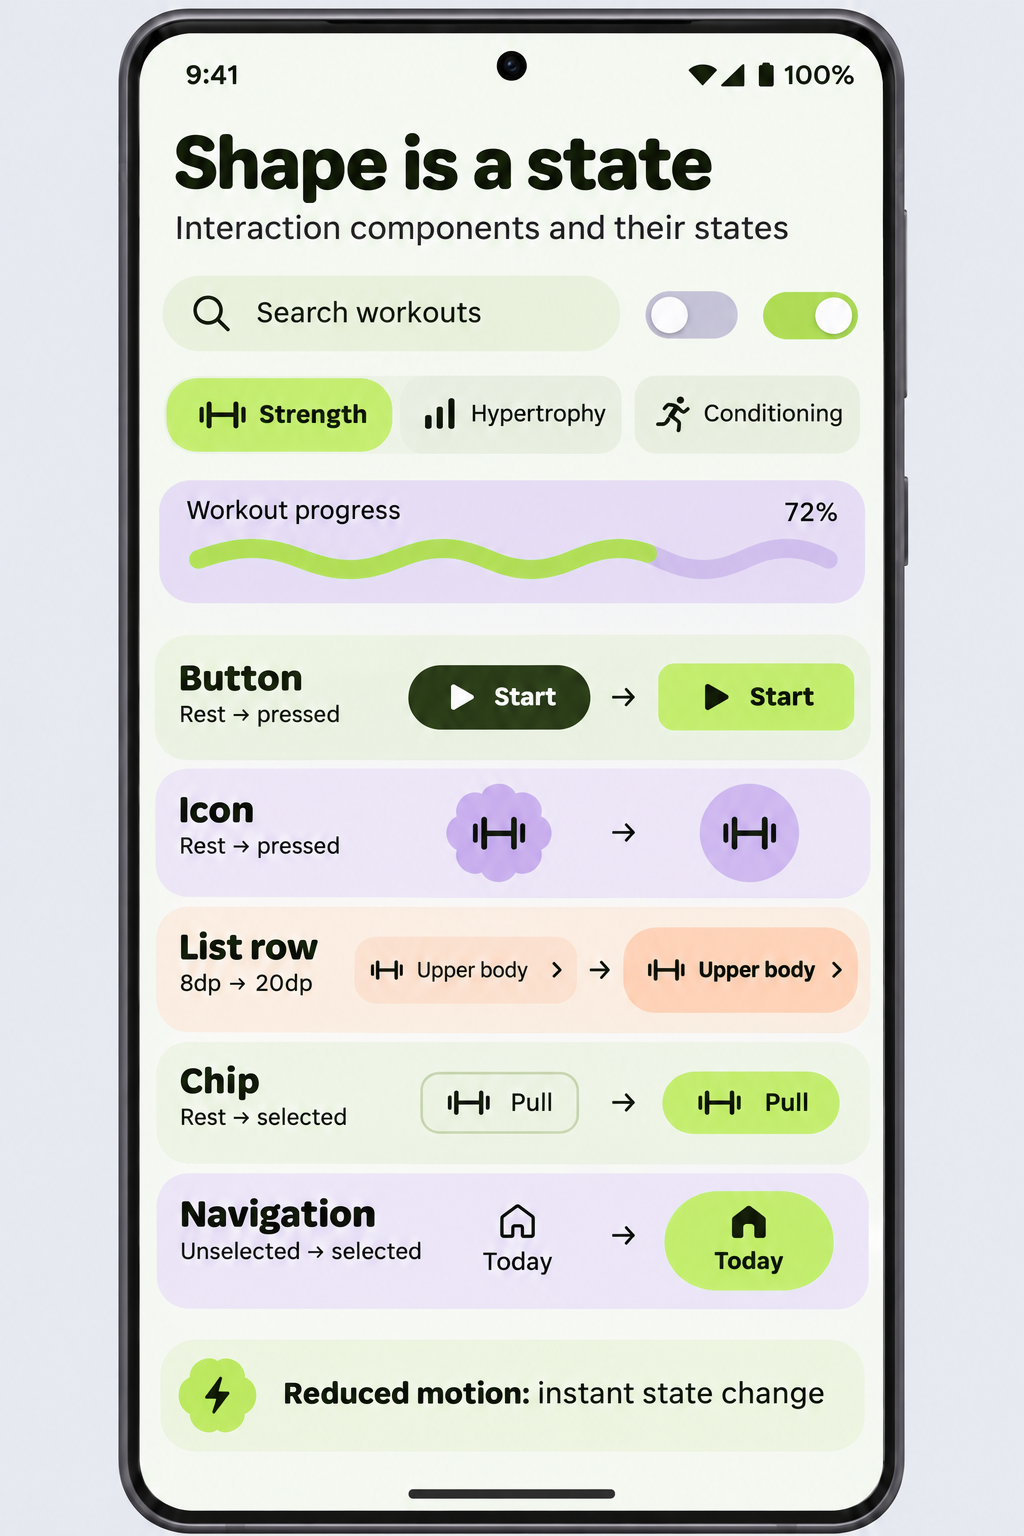 9:41 100%
Shape is a state
Interaction components and their states
Search workouts
Strength Hypertrophy Conditioning
Workout progress 72%
Button
Rest → pressed
Start → Start
Icon
Rest → pressed
→
List row
8dp → 20dp
Upper body > → Upper body >
Chip
Rest → selected
Pull → Pull
Navigation
Unselected → selected
Today → Today
Reduced motion: instant state change